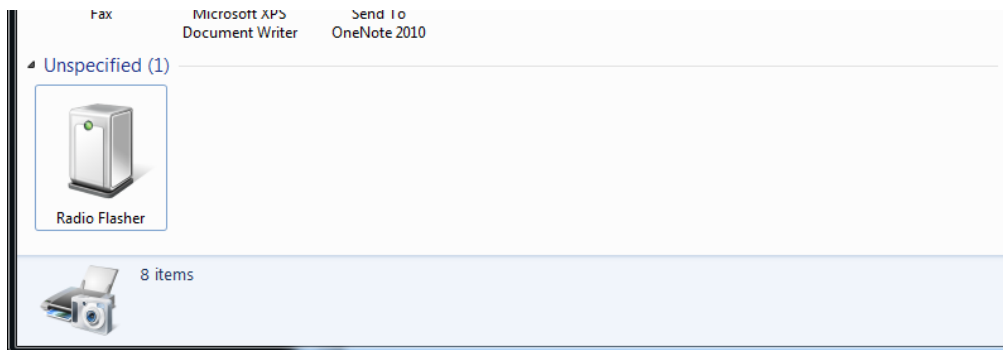 Fax
Microsoft XPS
Document Writer
Send To
OneNote 2010
Unspecified (1)
Radio Flasher
8 items